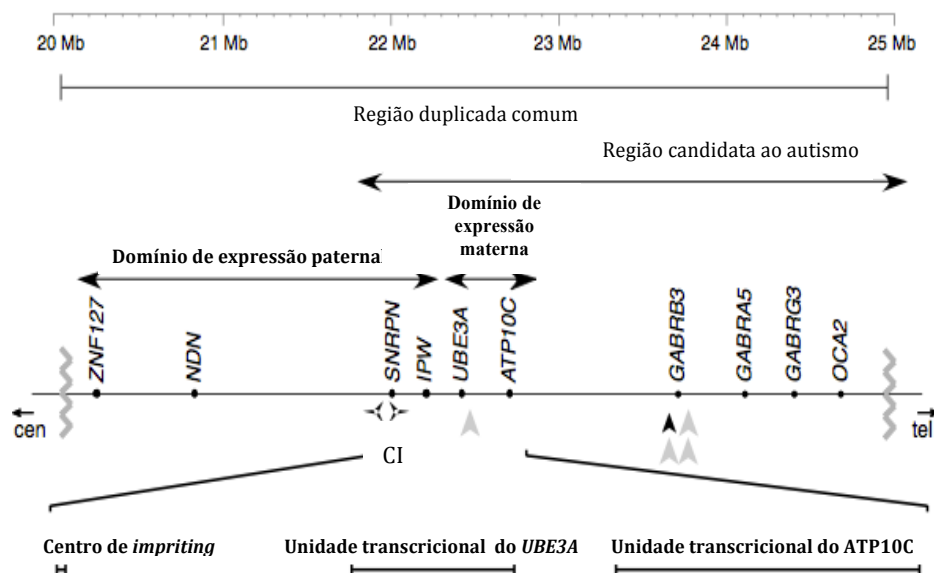 20 Mb 21 Mb 22 Mb 23 Mb 24 Mb 25 Mb
Região duplicada comum
Região candidata ao autismo
Domínio de
expressão
materna
Domínio de expressão paternal
ZNF127 NDN SNRPN IPW UBE3A ATP10C GABRB3 GABRA5 GABRG3 OCA2
cen tel
CI
Centro de impriting Unidade transcricional do UBE3A Unidade transcricional do ATP10C